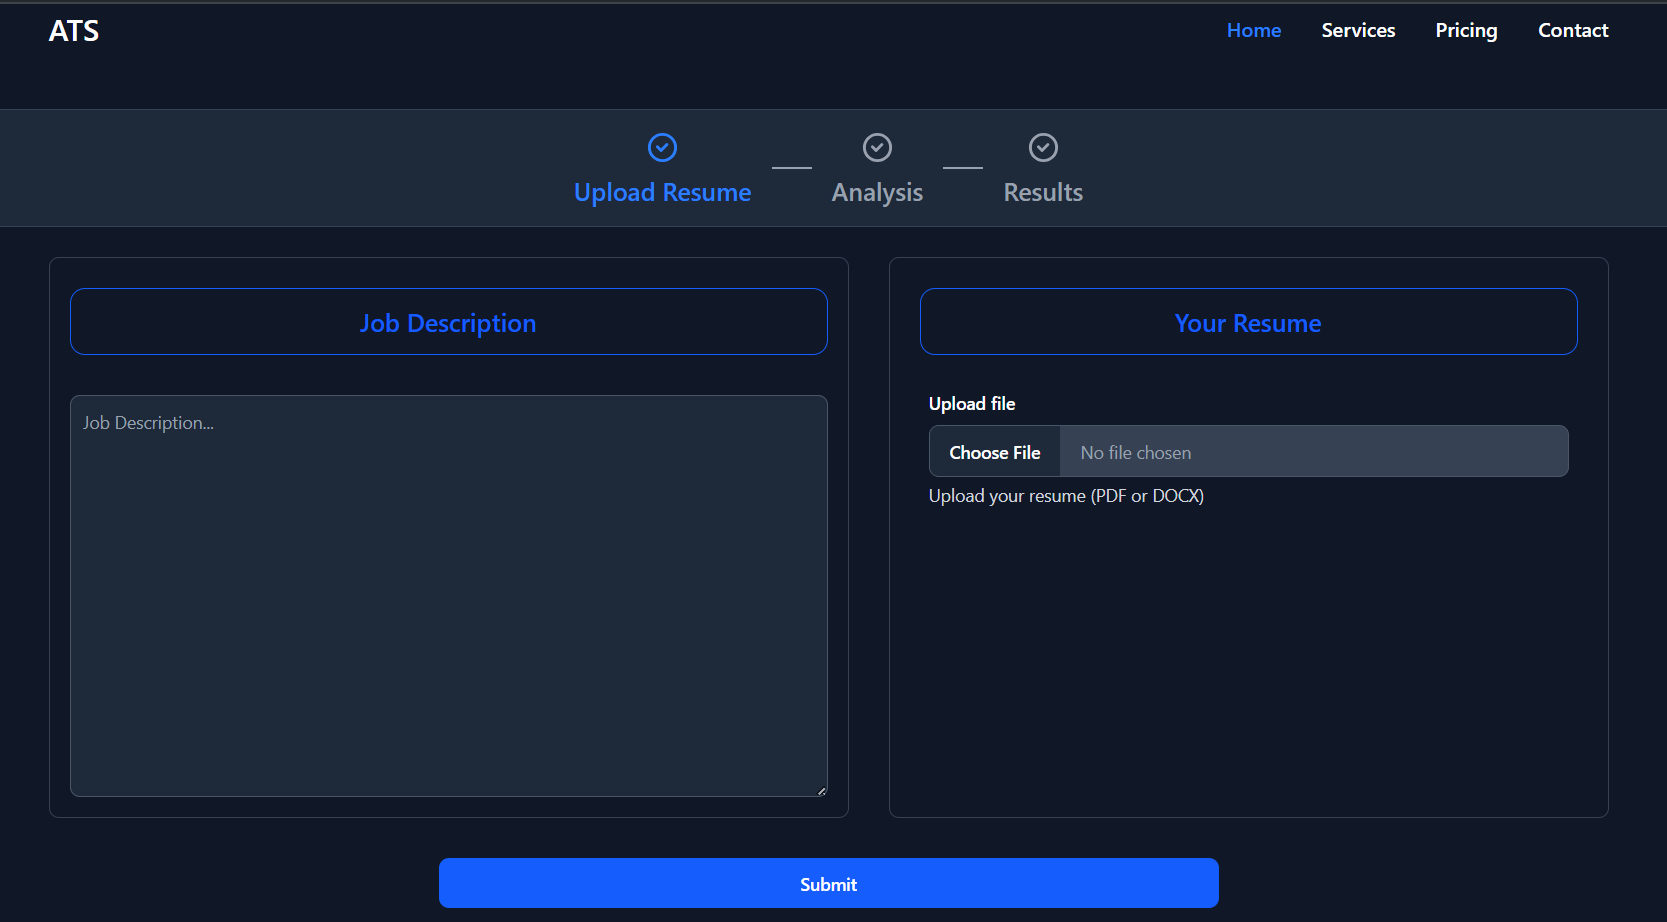 ATS
Home Services Pricing Contact
Upload Resume Analysis Results
Job Description
Job Description...
Your Resume
Upload file
Choose File No file chosen
Upload your resume (PDF or DOCX)
Submit